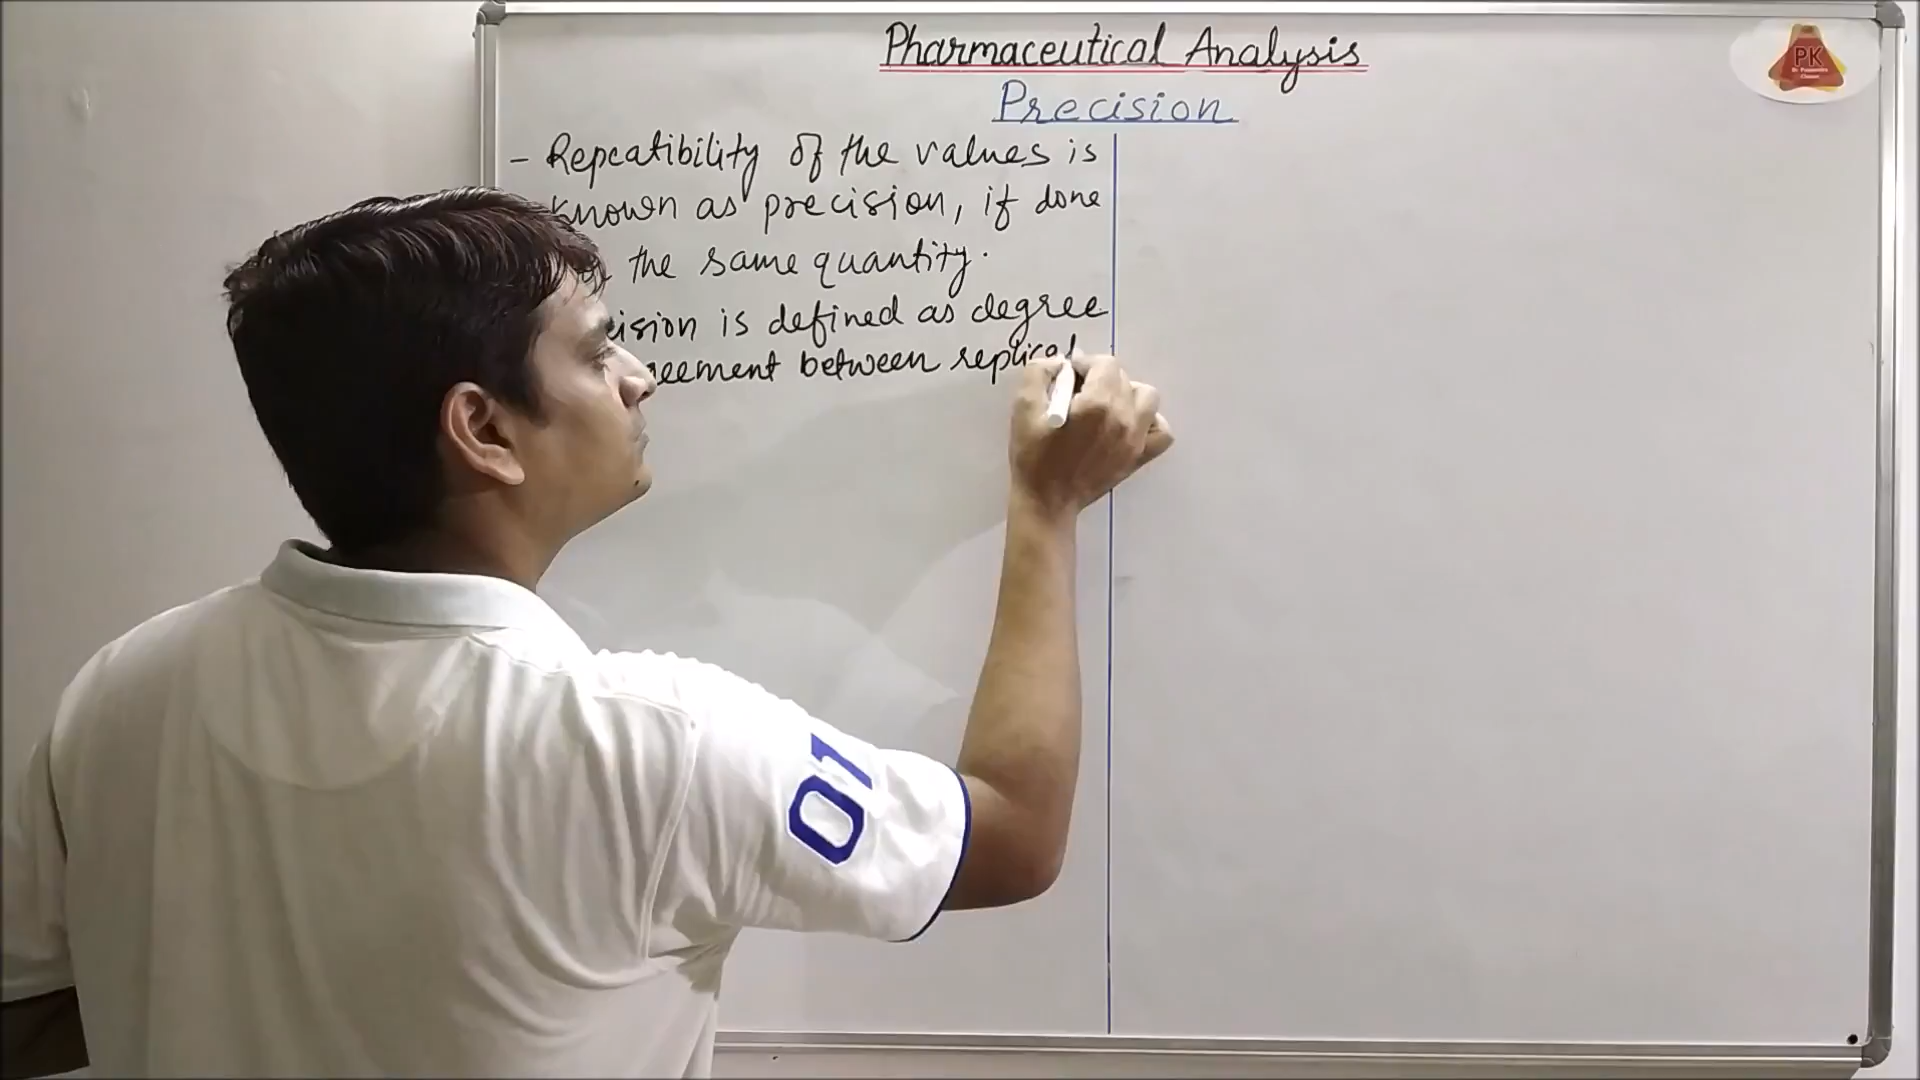 Pharmaceutical Analysis
PK
Precision
- Repeatibility of the values is
known as precision, if done
the same quantity.
is defined as degree
between
01